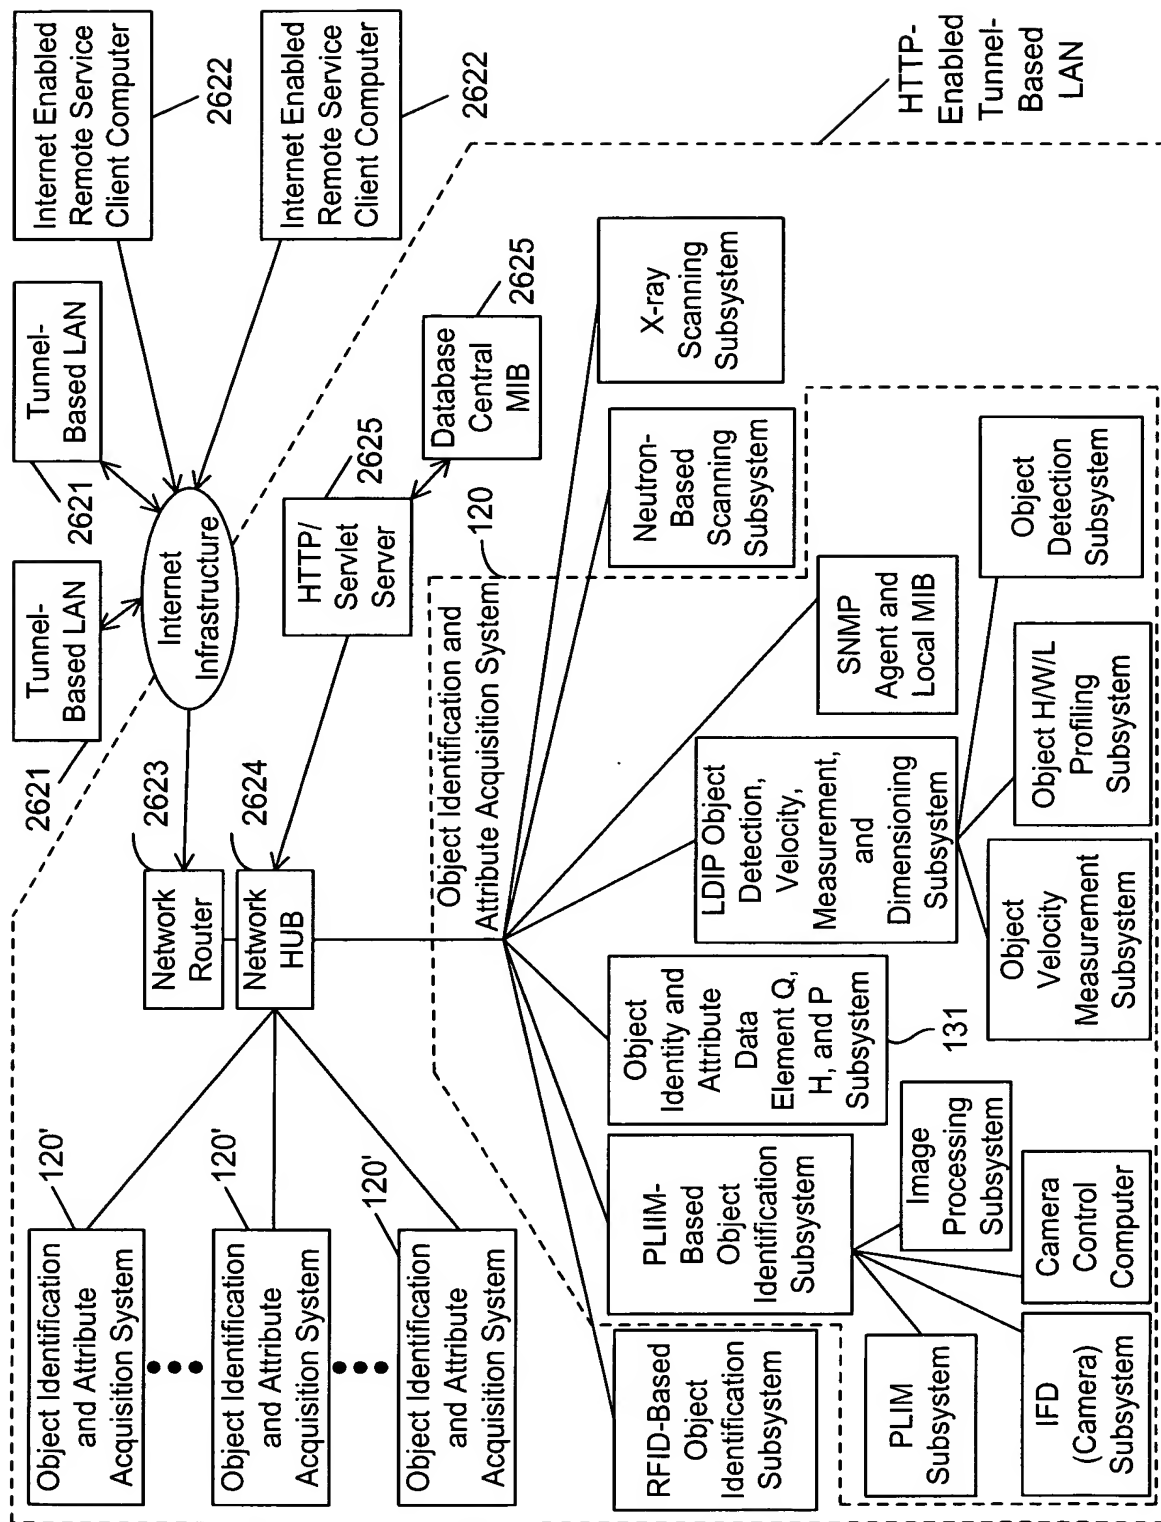 Object Identification
and Attribute
Acquisition System
120'
Object Identification
and Attribute
Acquisition System
120'
Object Identification
and Attribute
Acquisition System
120'
Network
Router
2623
Network
HUB
2624
Tunnel-
Based LAN
2621
Tunnel-
Based LAN
2621
Internet
Infrastructure
Internet Enabled
Remote Service
Client Computer
2622
Internet Enabled
Remote Service
Client Computer
2622
HTTP/
Servlet
Server
2625
Database
Central
MIB
2625
HTTP-
Enabled
Tunnel-
Based
LAN
Object Identification and
Attribute Acquisition System
120
RFID-Based
Object
Identification
Subsystem
PLIIM-
Based
Object
Identification
Subsystem
Object
Identity and
Attribute
Data
Element Q,
H, and P
Subsystem
131
LDIP Object
Detection,
Velocity,
Measurement,
and
Dimensioning
Subsystem
SNMP
Agent and
Local MIB
Neutron-
Based
Scanning
Subsystem
X-ray
Scanning
Subsystem
PLIM
Subsystem
IFD
(Camera)
Subsystem
Camera
Control
Computer
Image
Processing
Subsystem
Object
Velocity
Measurement
Subsystem
Object H/W/L
Profiling
Subsystem
Object
Detection
Subsystem